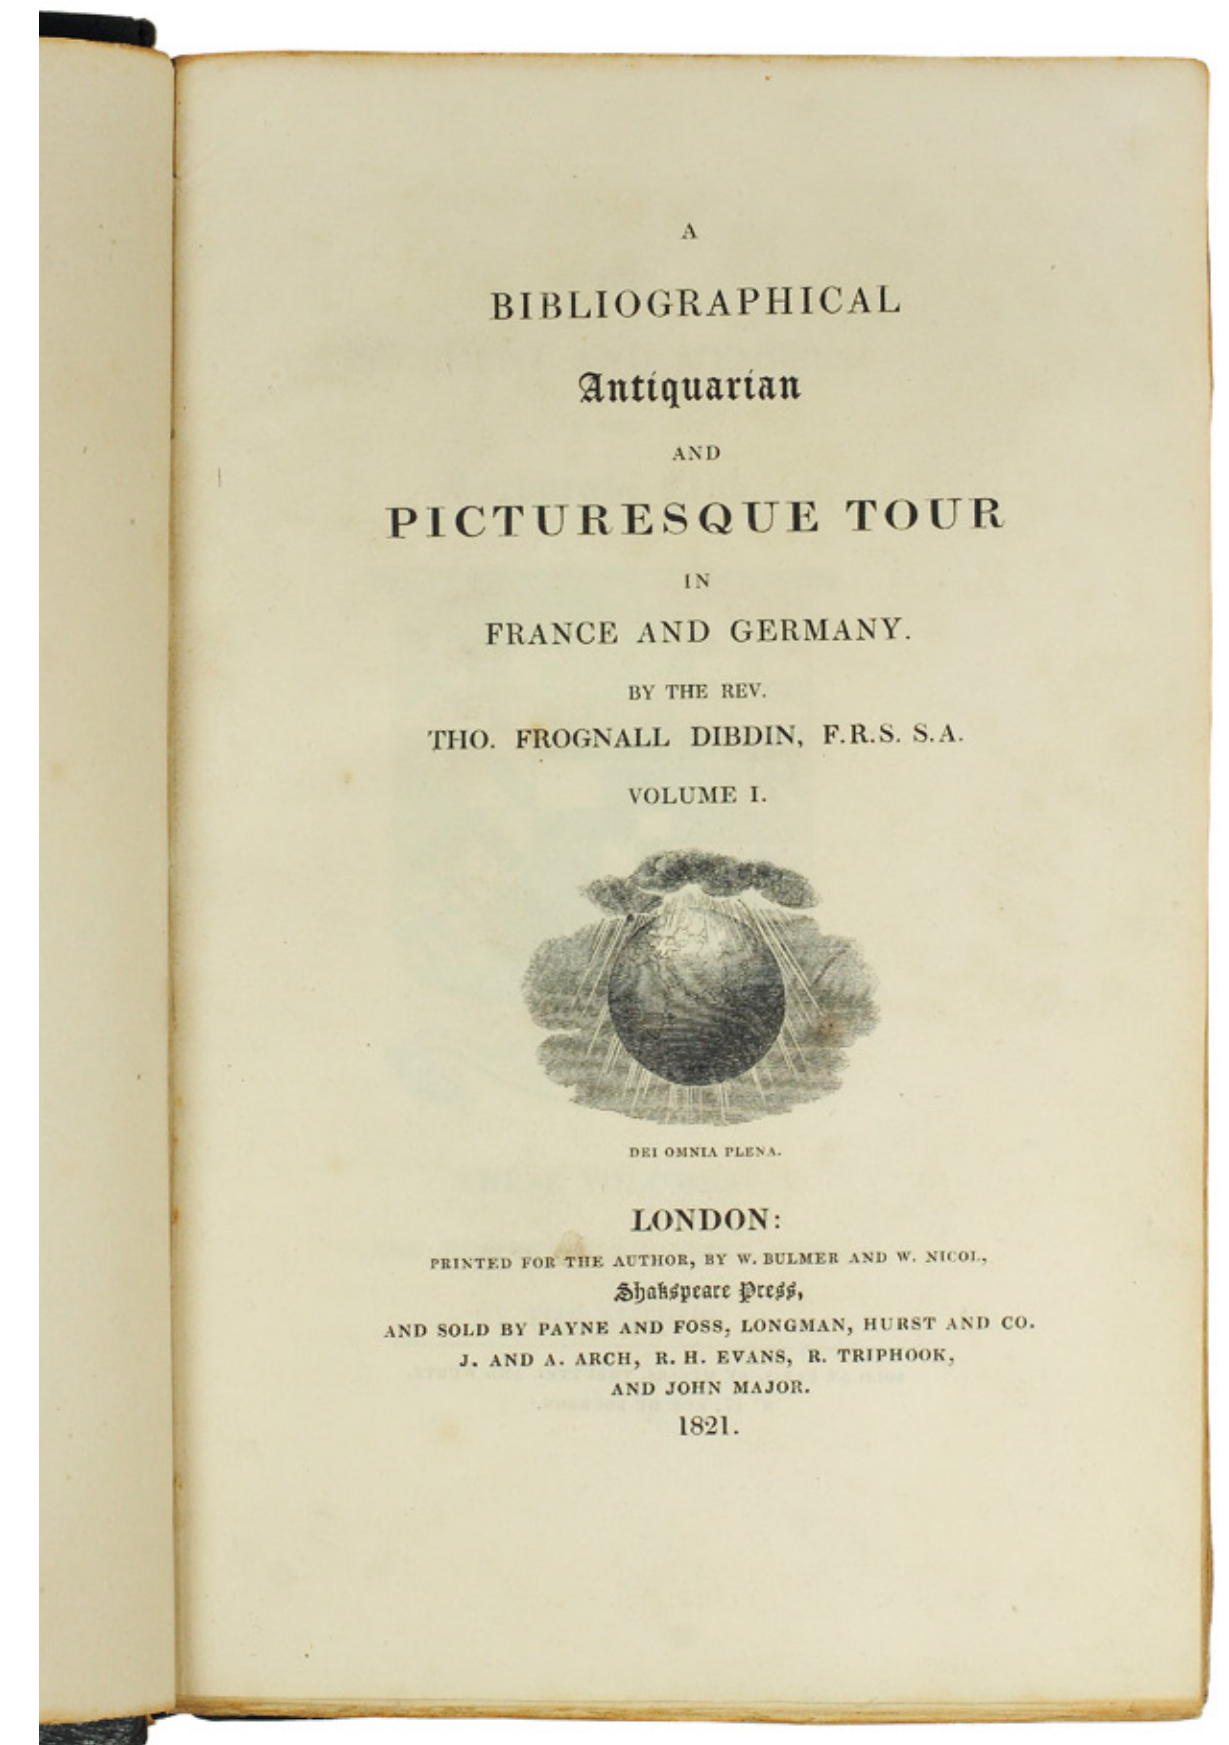 A
BIBLIOGRAPHICAL
Antiquarian
AND
PICTURESQUE TOUR
IN
FRANCE AND GERMANY.
BY THE REV.
THO. FROGNALL DIBDIN, F.R.S. S.A.
VOLUME I.
DEI OMNIA PLENA.
LONDON:
PRINTED FOR THE AUTHOR, BY W. BULMER AND W. NICOL,
Shakspeare Press,
AND SOLD BY PAYNE AND FOSS, LONGMAN, HURST AND CO.
J. AND A. ARCH, R. H. EVANS, R. TRIPHOOK,
AND JOHN MAJOR.
1821.